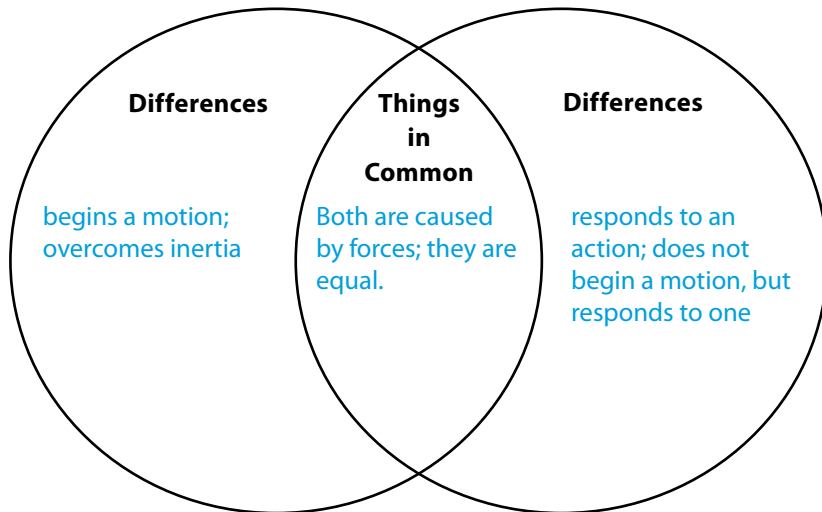 Differences
begins a motion;
overcomes inertia
Things
in
Common
Both are caused
by forces; they are
equal.
Differences
responds to an
action; does not
begin a motion, but
responds to one